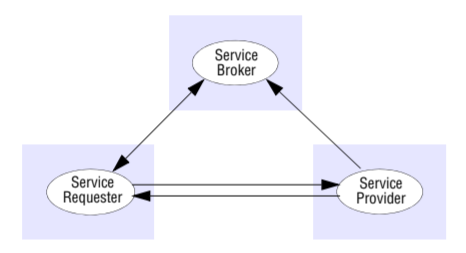 Service
Broker
Service
Requester
Service
Provider